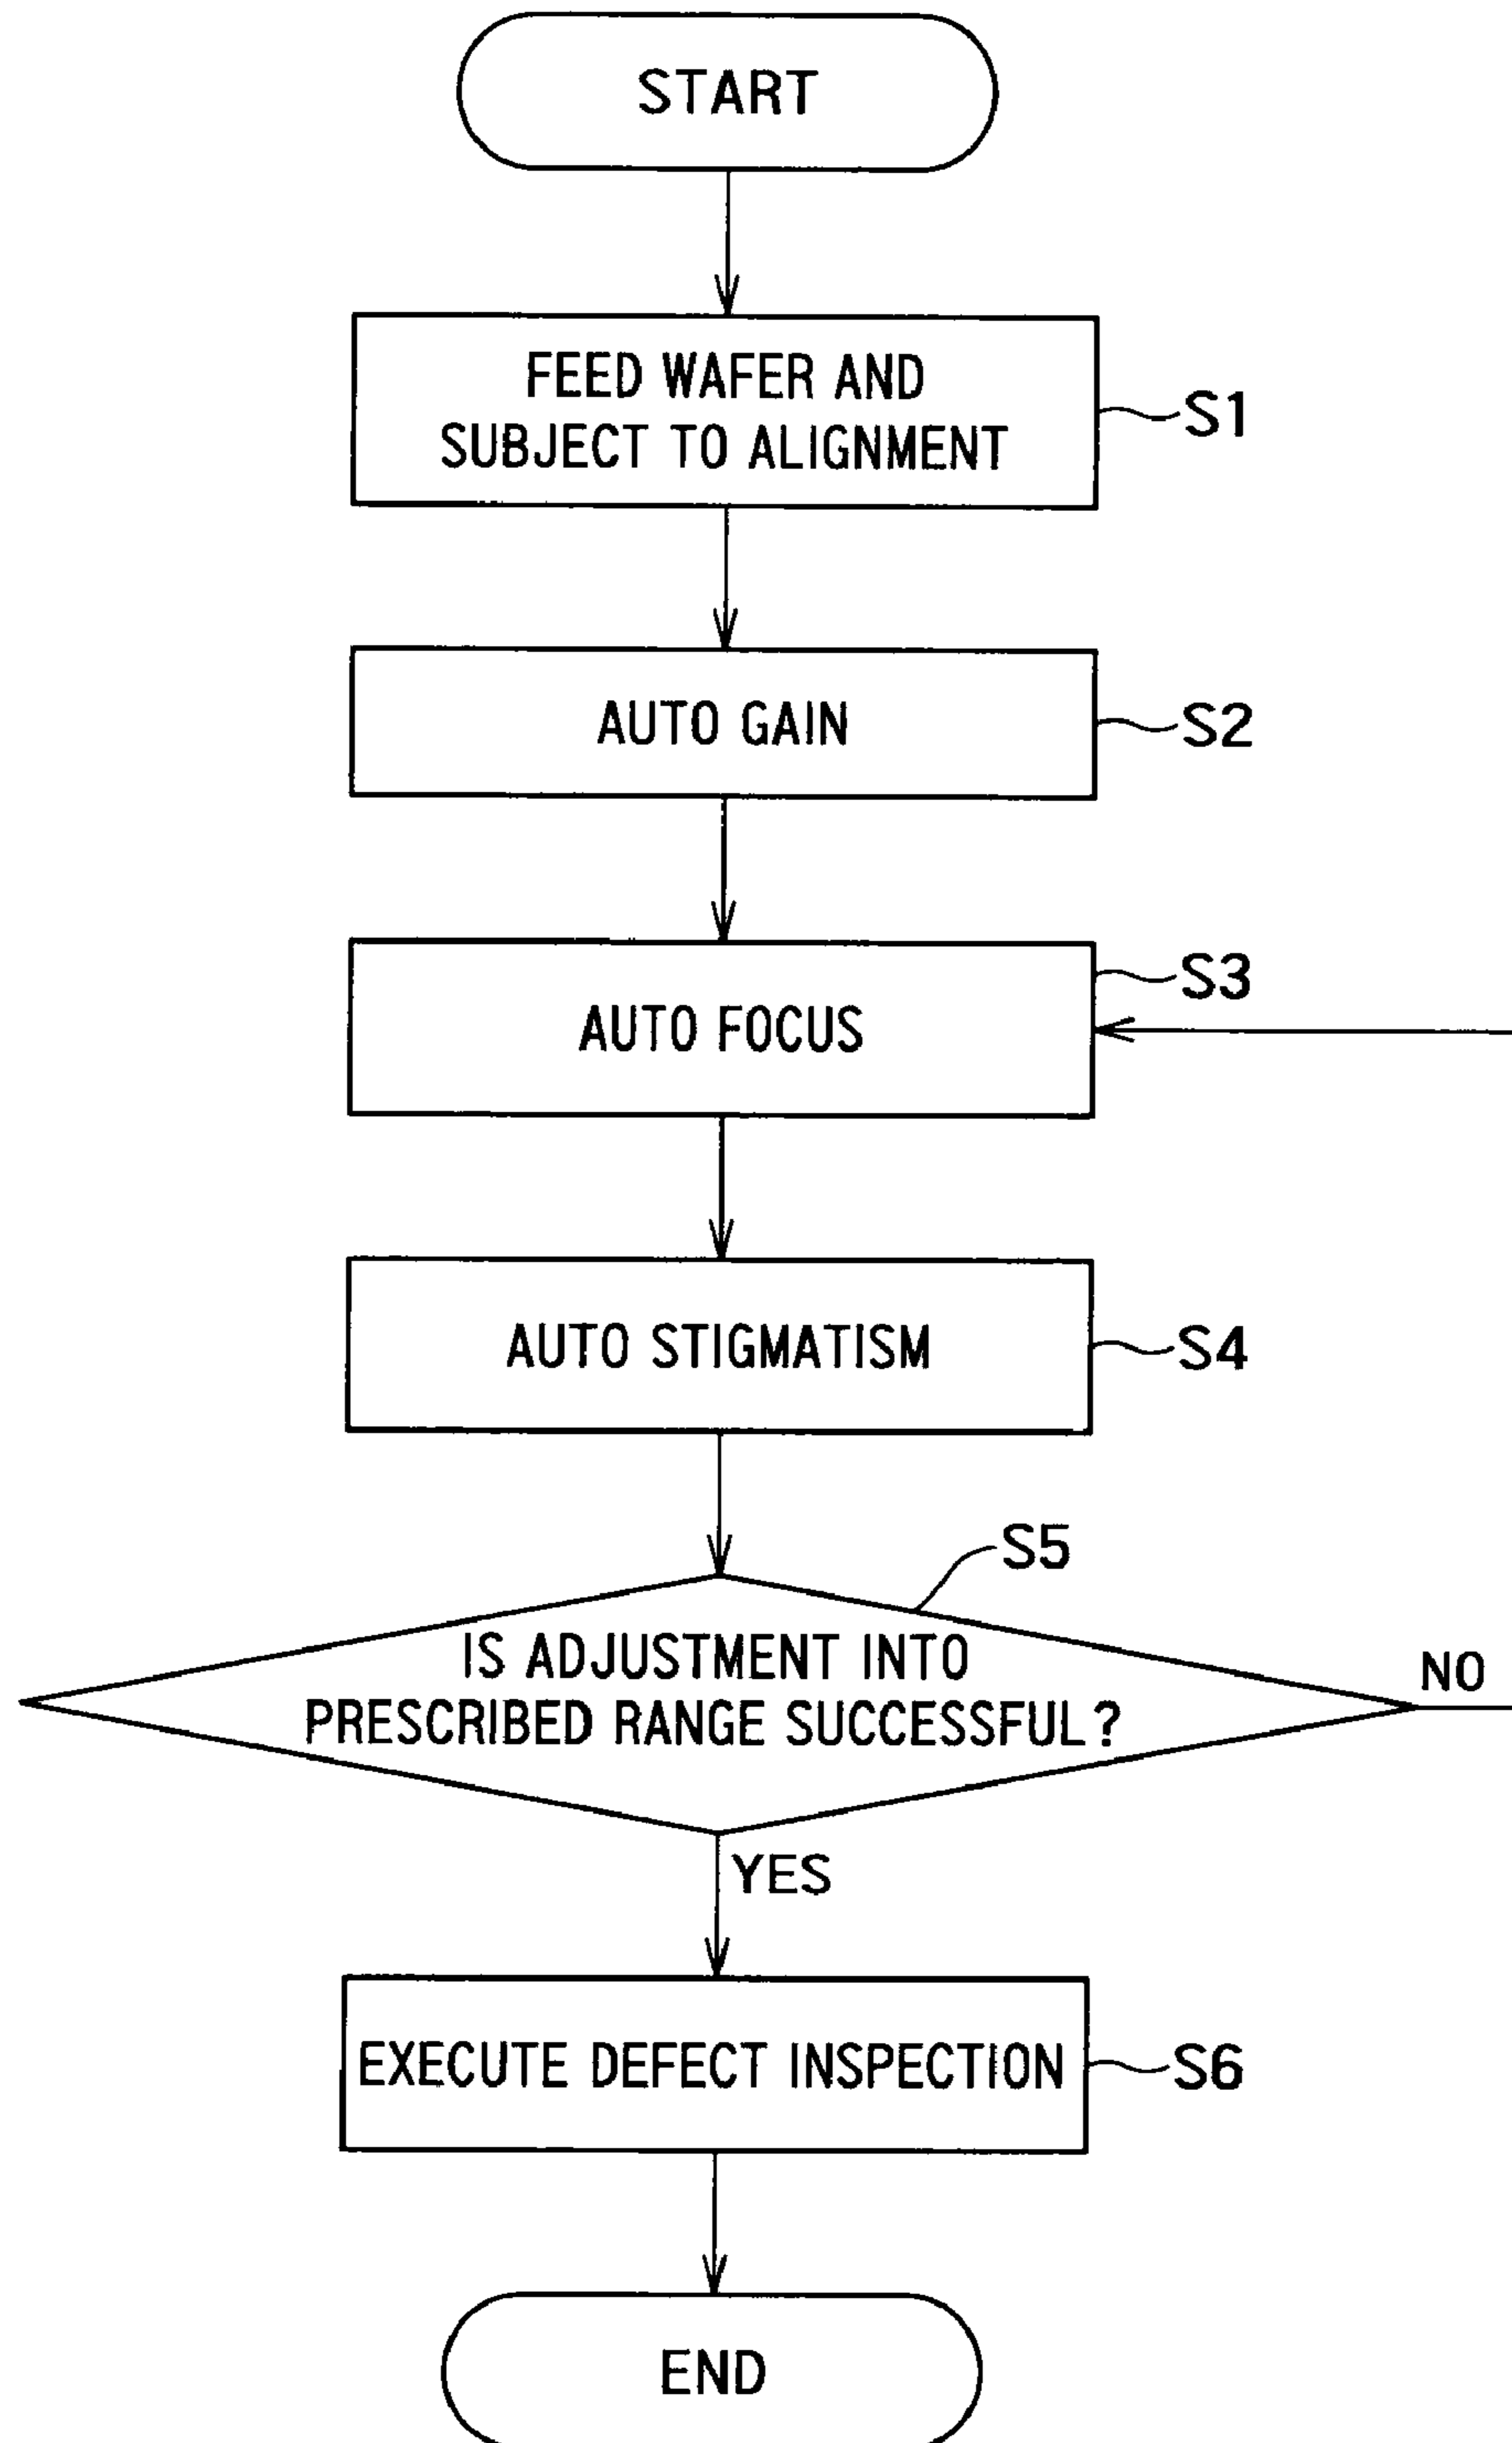 START
FEED WAFER AND
SUBJECT TO ALIGNMENT
S1
AUTO GAIN
S2
AUTO FOCUS
S3
AUTO STIGMATISM
S4
S5
IS ADJUSTMENT INTO
PRESCRIBED RANGE SUCCESSFUL?
NO
YES
EXECUTE DEFECT INSPECTION
S6
END